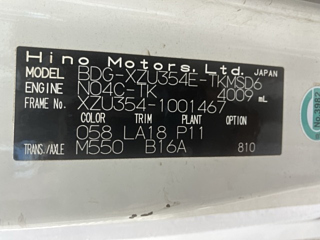 Hino Motors, Ltd. JAPAN
MODEL BDG-XZU354E-TKMSD6
ENGINE N04C-TK 4009 mL
FRAME No. XZU354-1001467
COLOR TRIM PLANT OPTION
058 LA18 P11
TRANS./AXLE M550 B16A 810